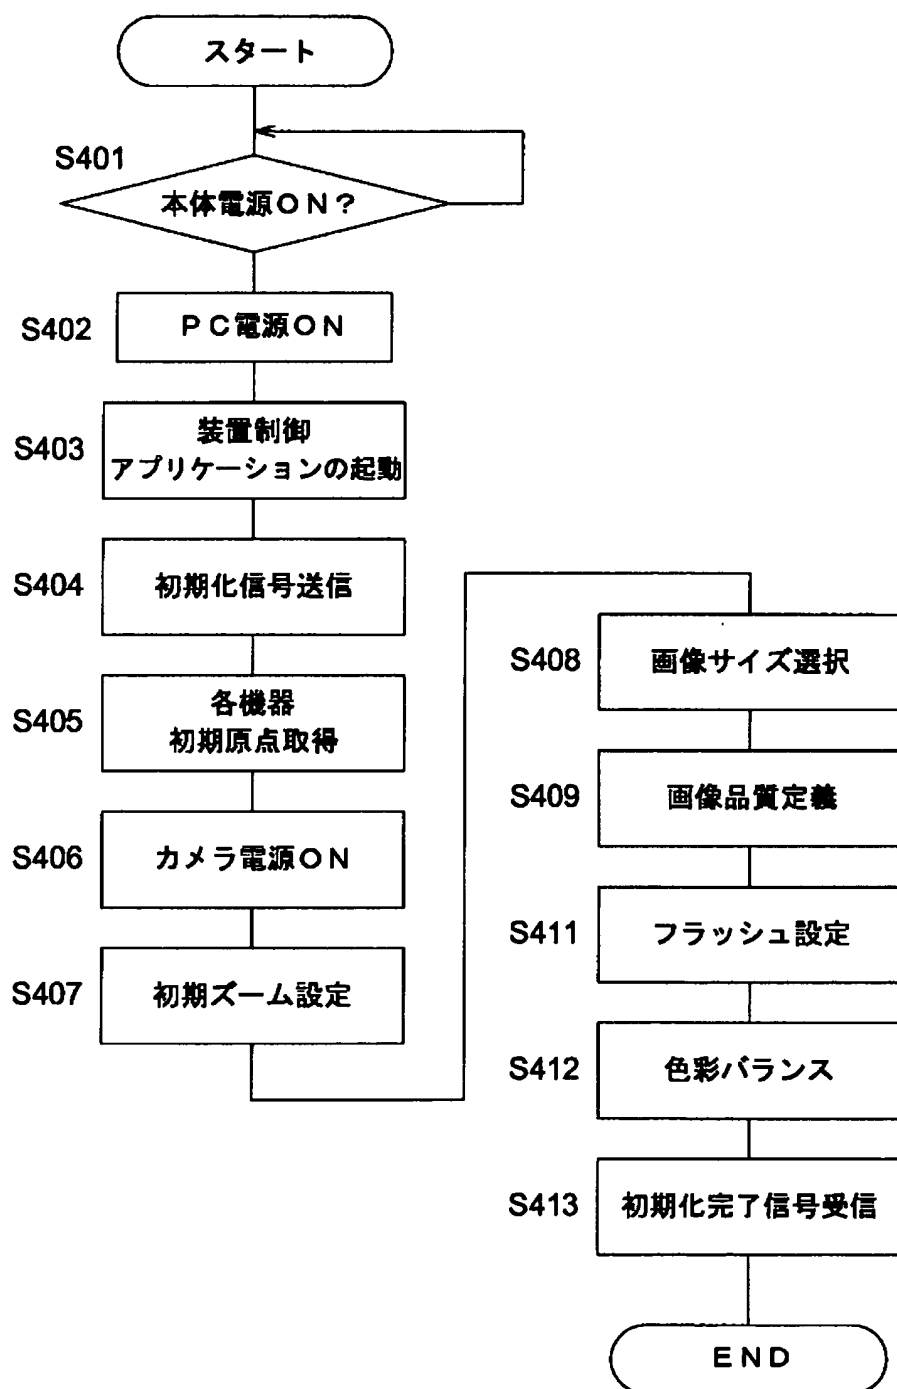 スタート
S401
本体電源ON?
S402
PC電源ON
S403
装置制御
アプリケーションの起動
S404
初期化信号送信
S405
各機器
初期原点取得
S406
カメラ電源ON
S407
初期ズーム設定
S408
画像サイズ選択
S409
画像品質定義
S411
フラッシュ設定
S412
色彩バランス
S413
初期化完了信号受信
END